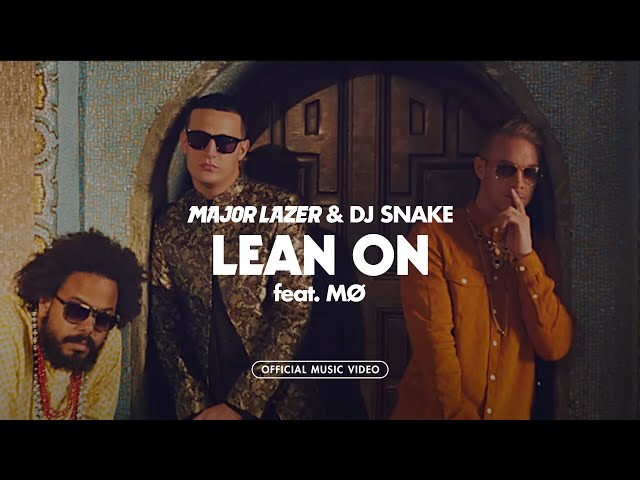 MAJOR LAZER & DJ SNAKE
LEAN ON
feat. MØ
OFFICIAL MUSIC VIDEO